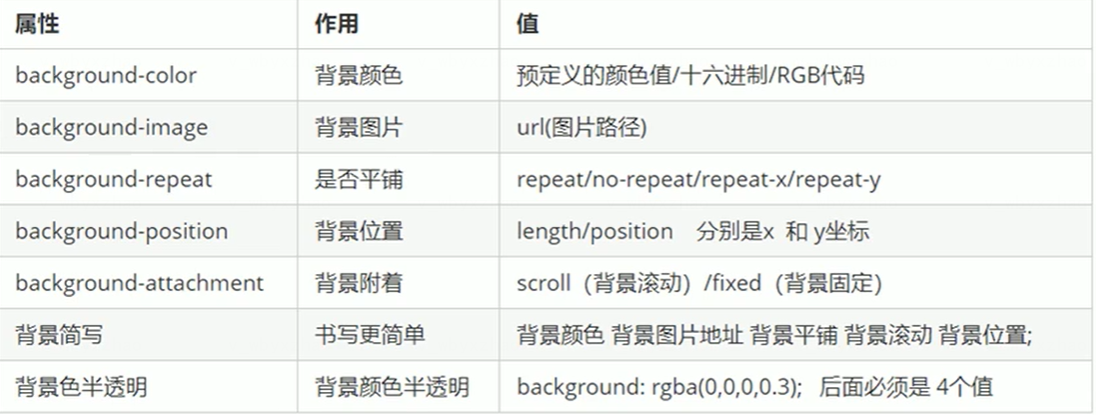 属性 作用 值
background-color 背景颜色 预定义的颜色值/十六进制/RGB代码
background-image 背景图片 url(图片路径)
background-repeat 是否平铺 repeat/no-repeat/repeat-x/repeat-y
background-position 背景位置 length/position 分别是x 和 y坐标
background-attachment 背景附着 scroll（背景滚动）/fixed（背景固定）
背景简写 书写更简单 背景颜色 背景图片地址 背景平铺 背景滚动 背景位置;
背景色半透明 背景颜色半透明 background: rgba(0,0,0,0.3); 后面必须是 4个值